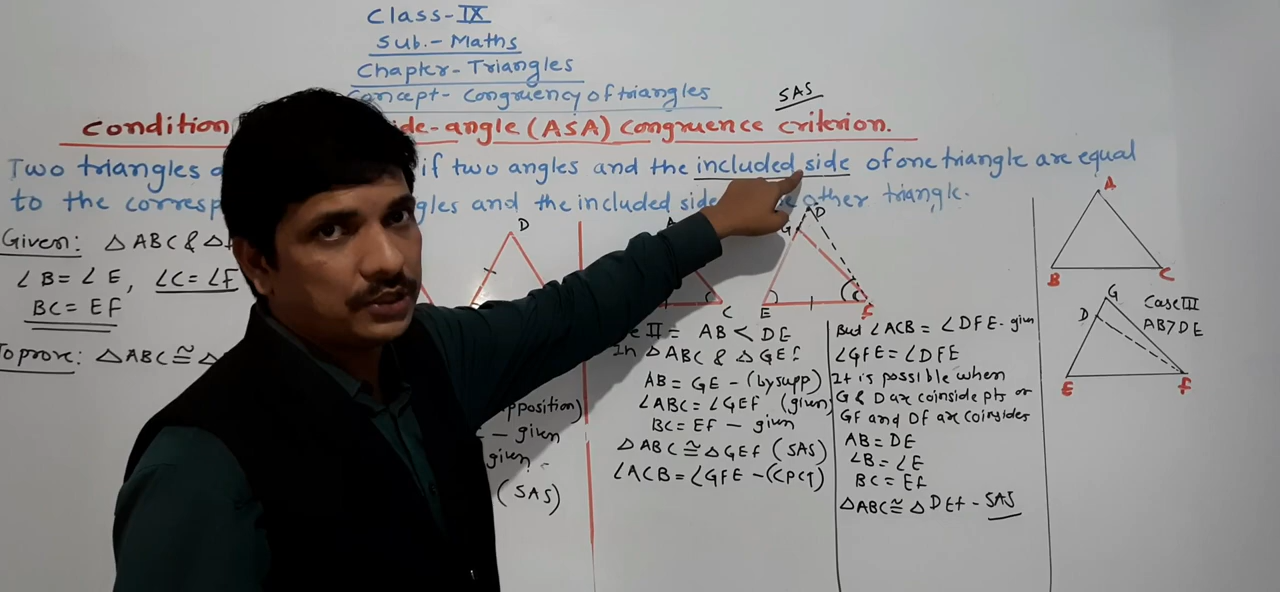 Class-IX
Sub.- Maths
Chapter-Triangles
Concept- Congruency of triangles
SAS
Condition ide-angle (ASA) Congruence criterion.
Two triangles if two angles and the included side of one triangle are equal
to the corresp gles and the included side other triangle.
Given: △ ABC & △
∠B = ∠E, ∠C = ∠F
BC = EF
To prove: △ABC ≅ △
D
pposition)
- given
given
(SAS)
A
C
G
D
E
F
II = AB < DE
In △ABC & △GEF
AB = GE - (by supp)
∠ABC = ∠GEF (given)
BC = EF - given
△ABC ≅ △GEF (SAS)
∠ACB = ∠GFE - (CPCT)
But ∠ACB = ∠DFE - given
∠GFE = ∠DFE
It is possible when
G & D are coinside pts or
GF and DF are coinsides
AB = DE
∠B = ∠E
BC = EF
△ABC ≅ △DEF - SAS
A
B
C
G
D
E
F
Case III
AB > DE